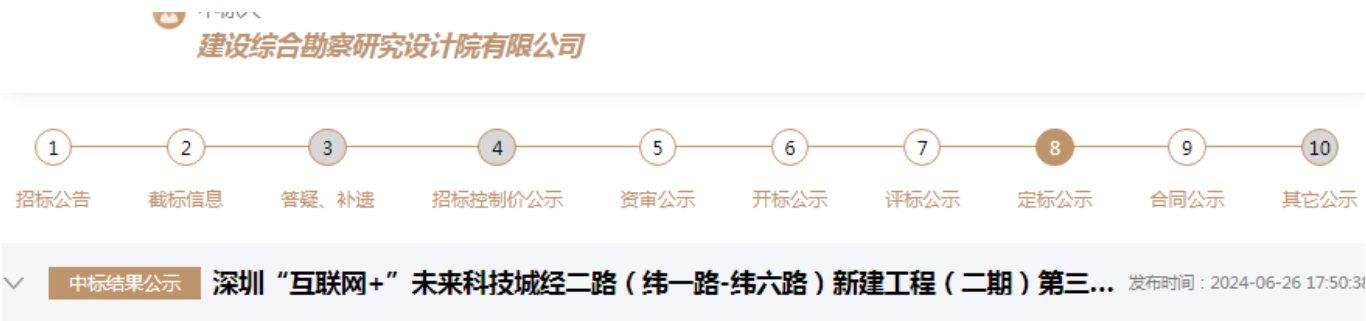 中标人
建设综合勘察研究设计院有限公司
1 2 3 4 5 6 7 8 9 10
招标公告 截标信息 答疑、补遗 招标控制价公示 资审公示 开标公示 评标公示 定标公示 合同公示 其它公示
中标结果公示 深圳“互联网+”未来科技城经二路（纬一路-纬六路）新建工程（二期）第三... 发布时间：2024-06-26 17:50:38